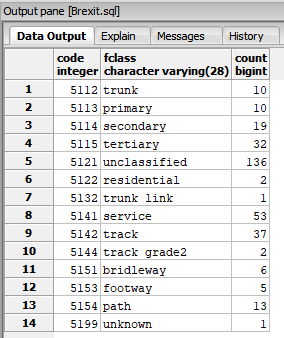 Output pane [Brexit.sql]
Data Output Explain Messages History
code integer fclass character varying(28) count bigint
1 5112 trunk 10
2 5113 primary 10
3 5114 secondary 19
4 5115 tertiary 32
5 5121 unclassified 136
6 5122 residential 2
7 5132 trunk link 1
8 5141 service 53
9 5142 track 37
10 5144 track grade2 2
11 5151 bridleway 6
12 5153 footway 5
13 5154 path 13
14 5199 unknown 1